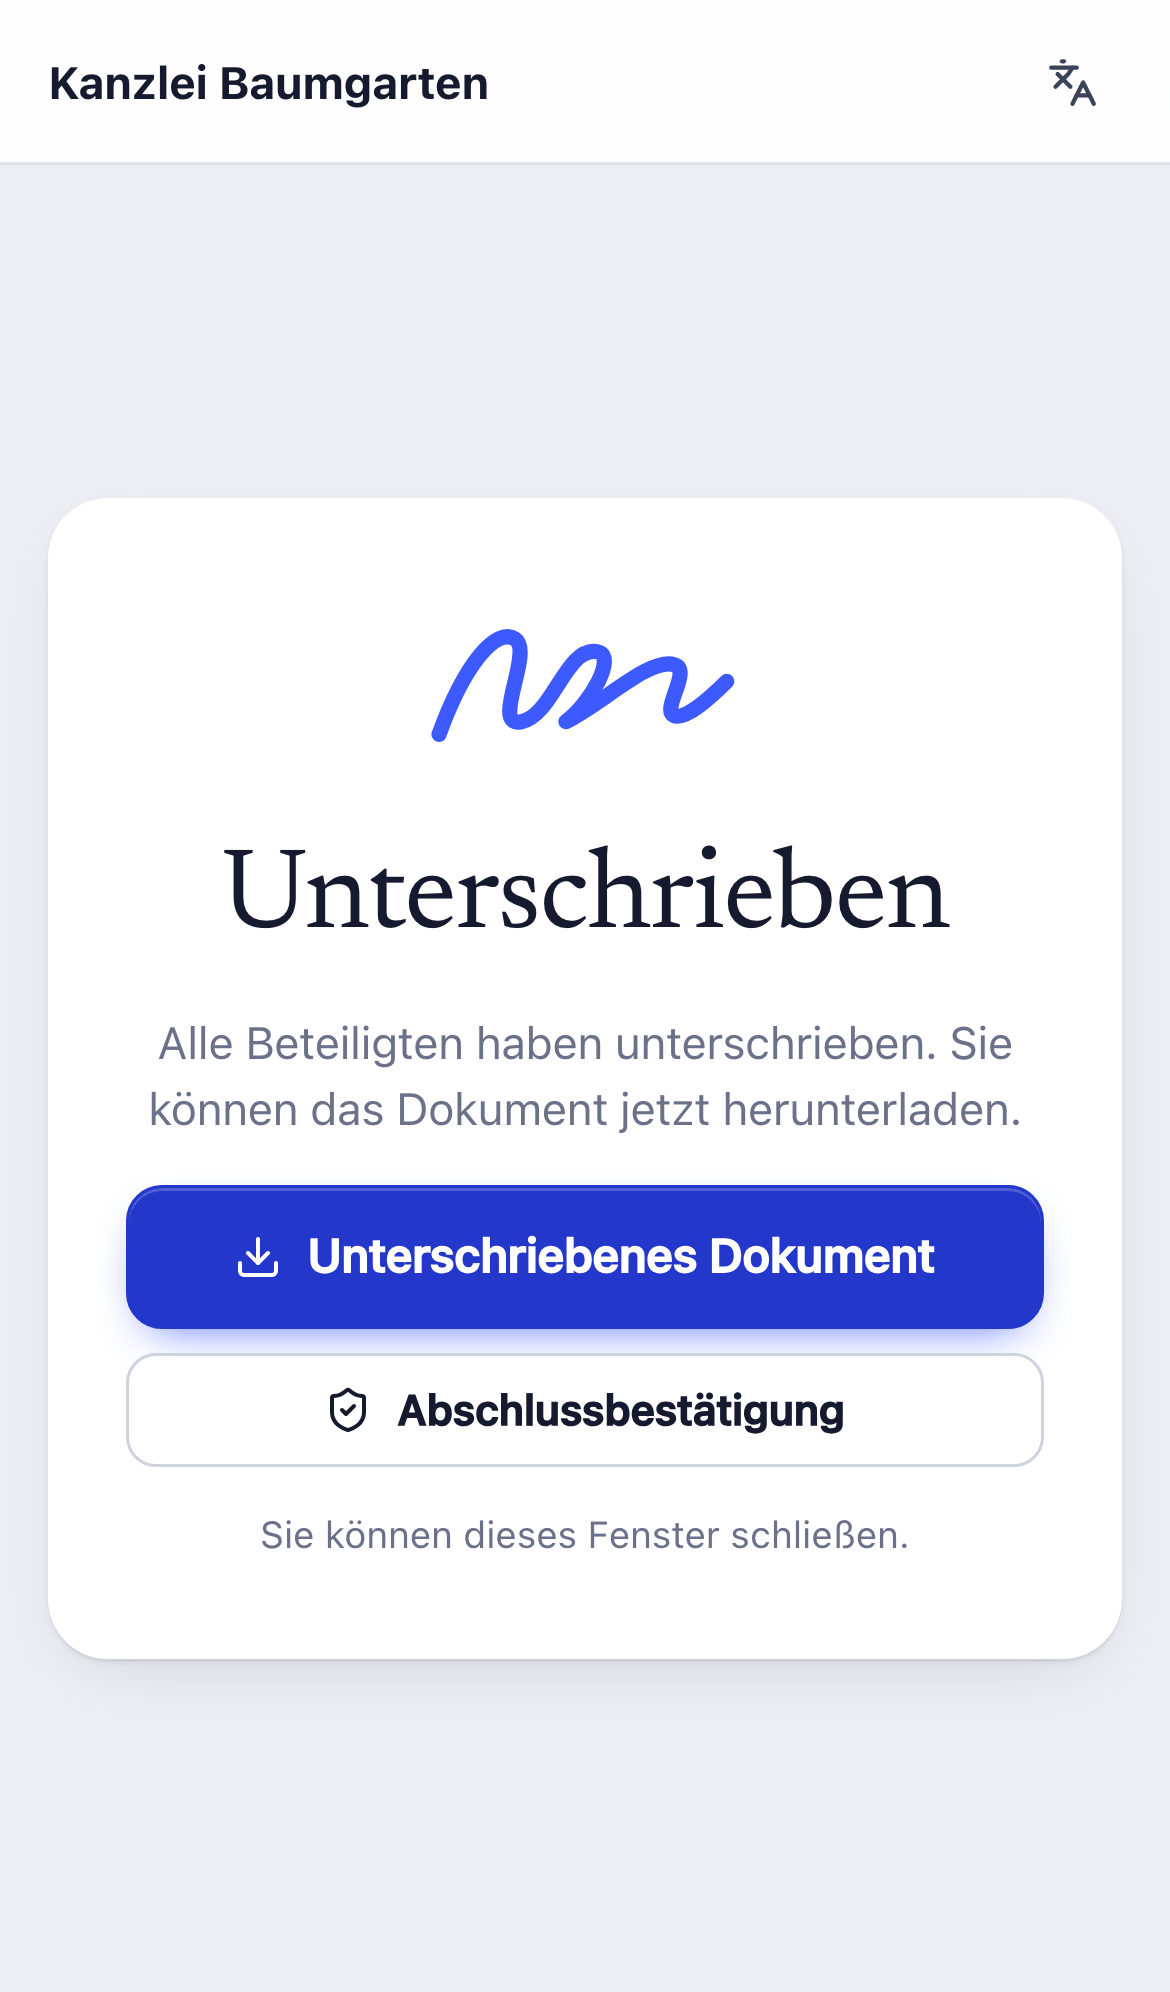 Kanzlei Baumgarten
Unterschrieben
Alle Beteiligten haben unterschrieben. Sie
können das Dokument jetzt herunterladen.
Unterschriebenes Dokument
Abschlussbestätigung
Sie können dieses Fenster schließen.